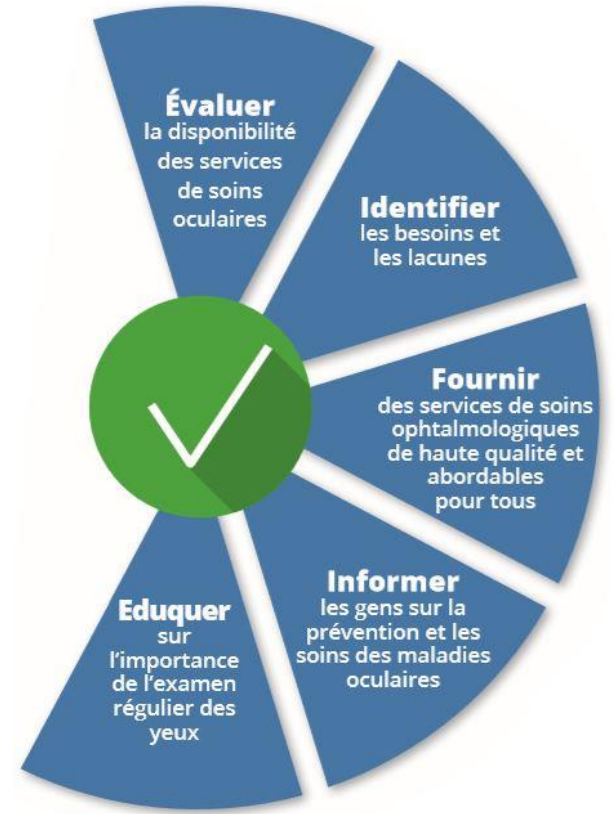 Évaluer
la disponibilité
des services
de soins
oculaires
Identifier
les besoins et
les lacunes
Fournir
des services de soins
ophtalmologiques
de haute qualité et
abordables
pour tous
Informer
les gens sur la
prévention et les
soins des maladies
oculaires
Eduquer
sur
l’importance
de l’examen
régulier des
yeux